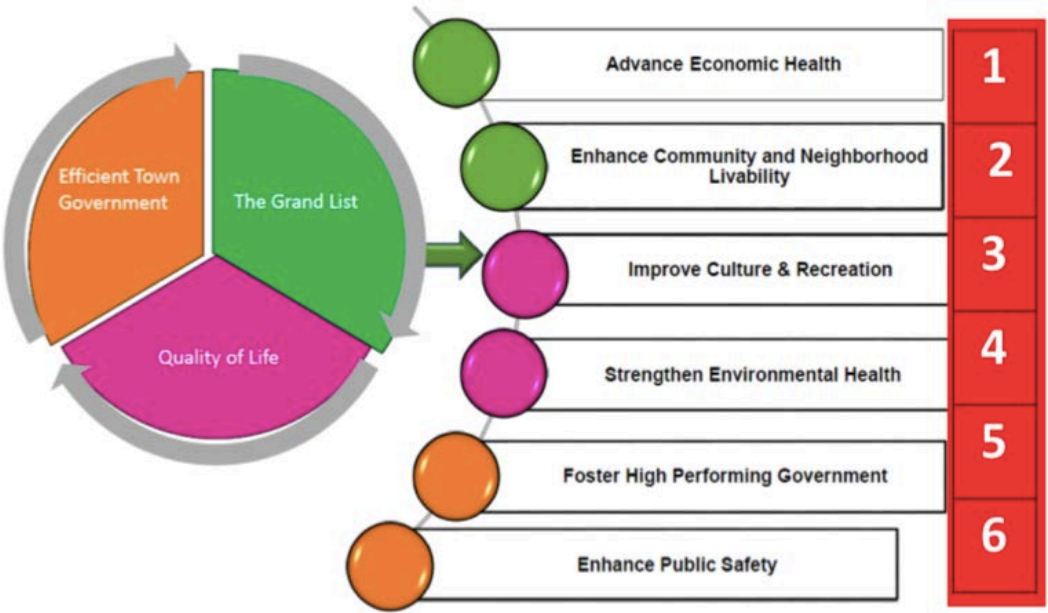 Efficient Town
Government
The Grand List
Quality of Life
Advance Economic Health
1
Enhance Community and Neighborhood
Livability
2
Improve Culture & Recreation
3
Strengthen Environmental Health
4
Foster High Performing Government
5
Enhance Public Safety
6